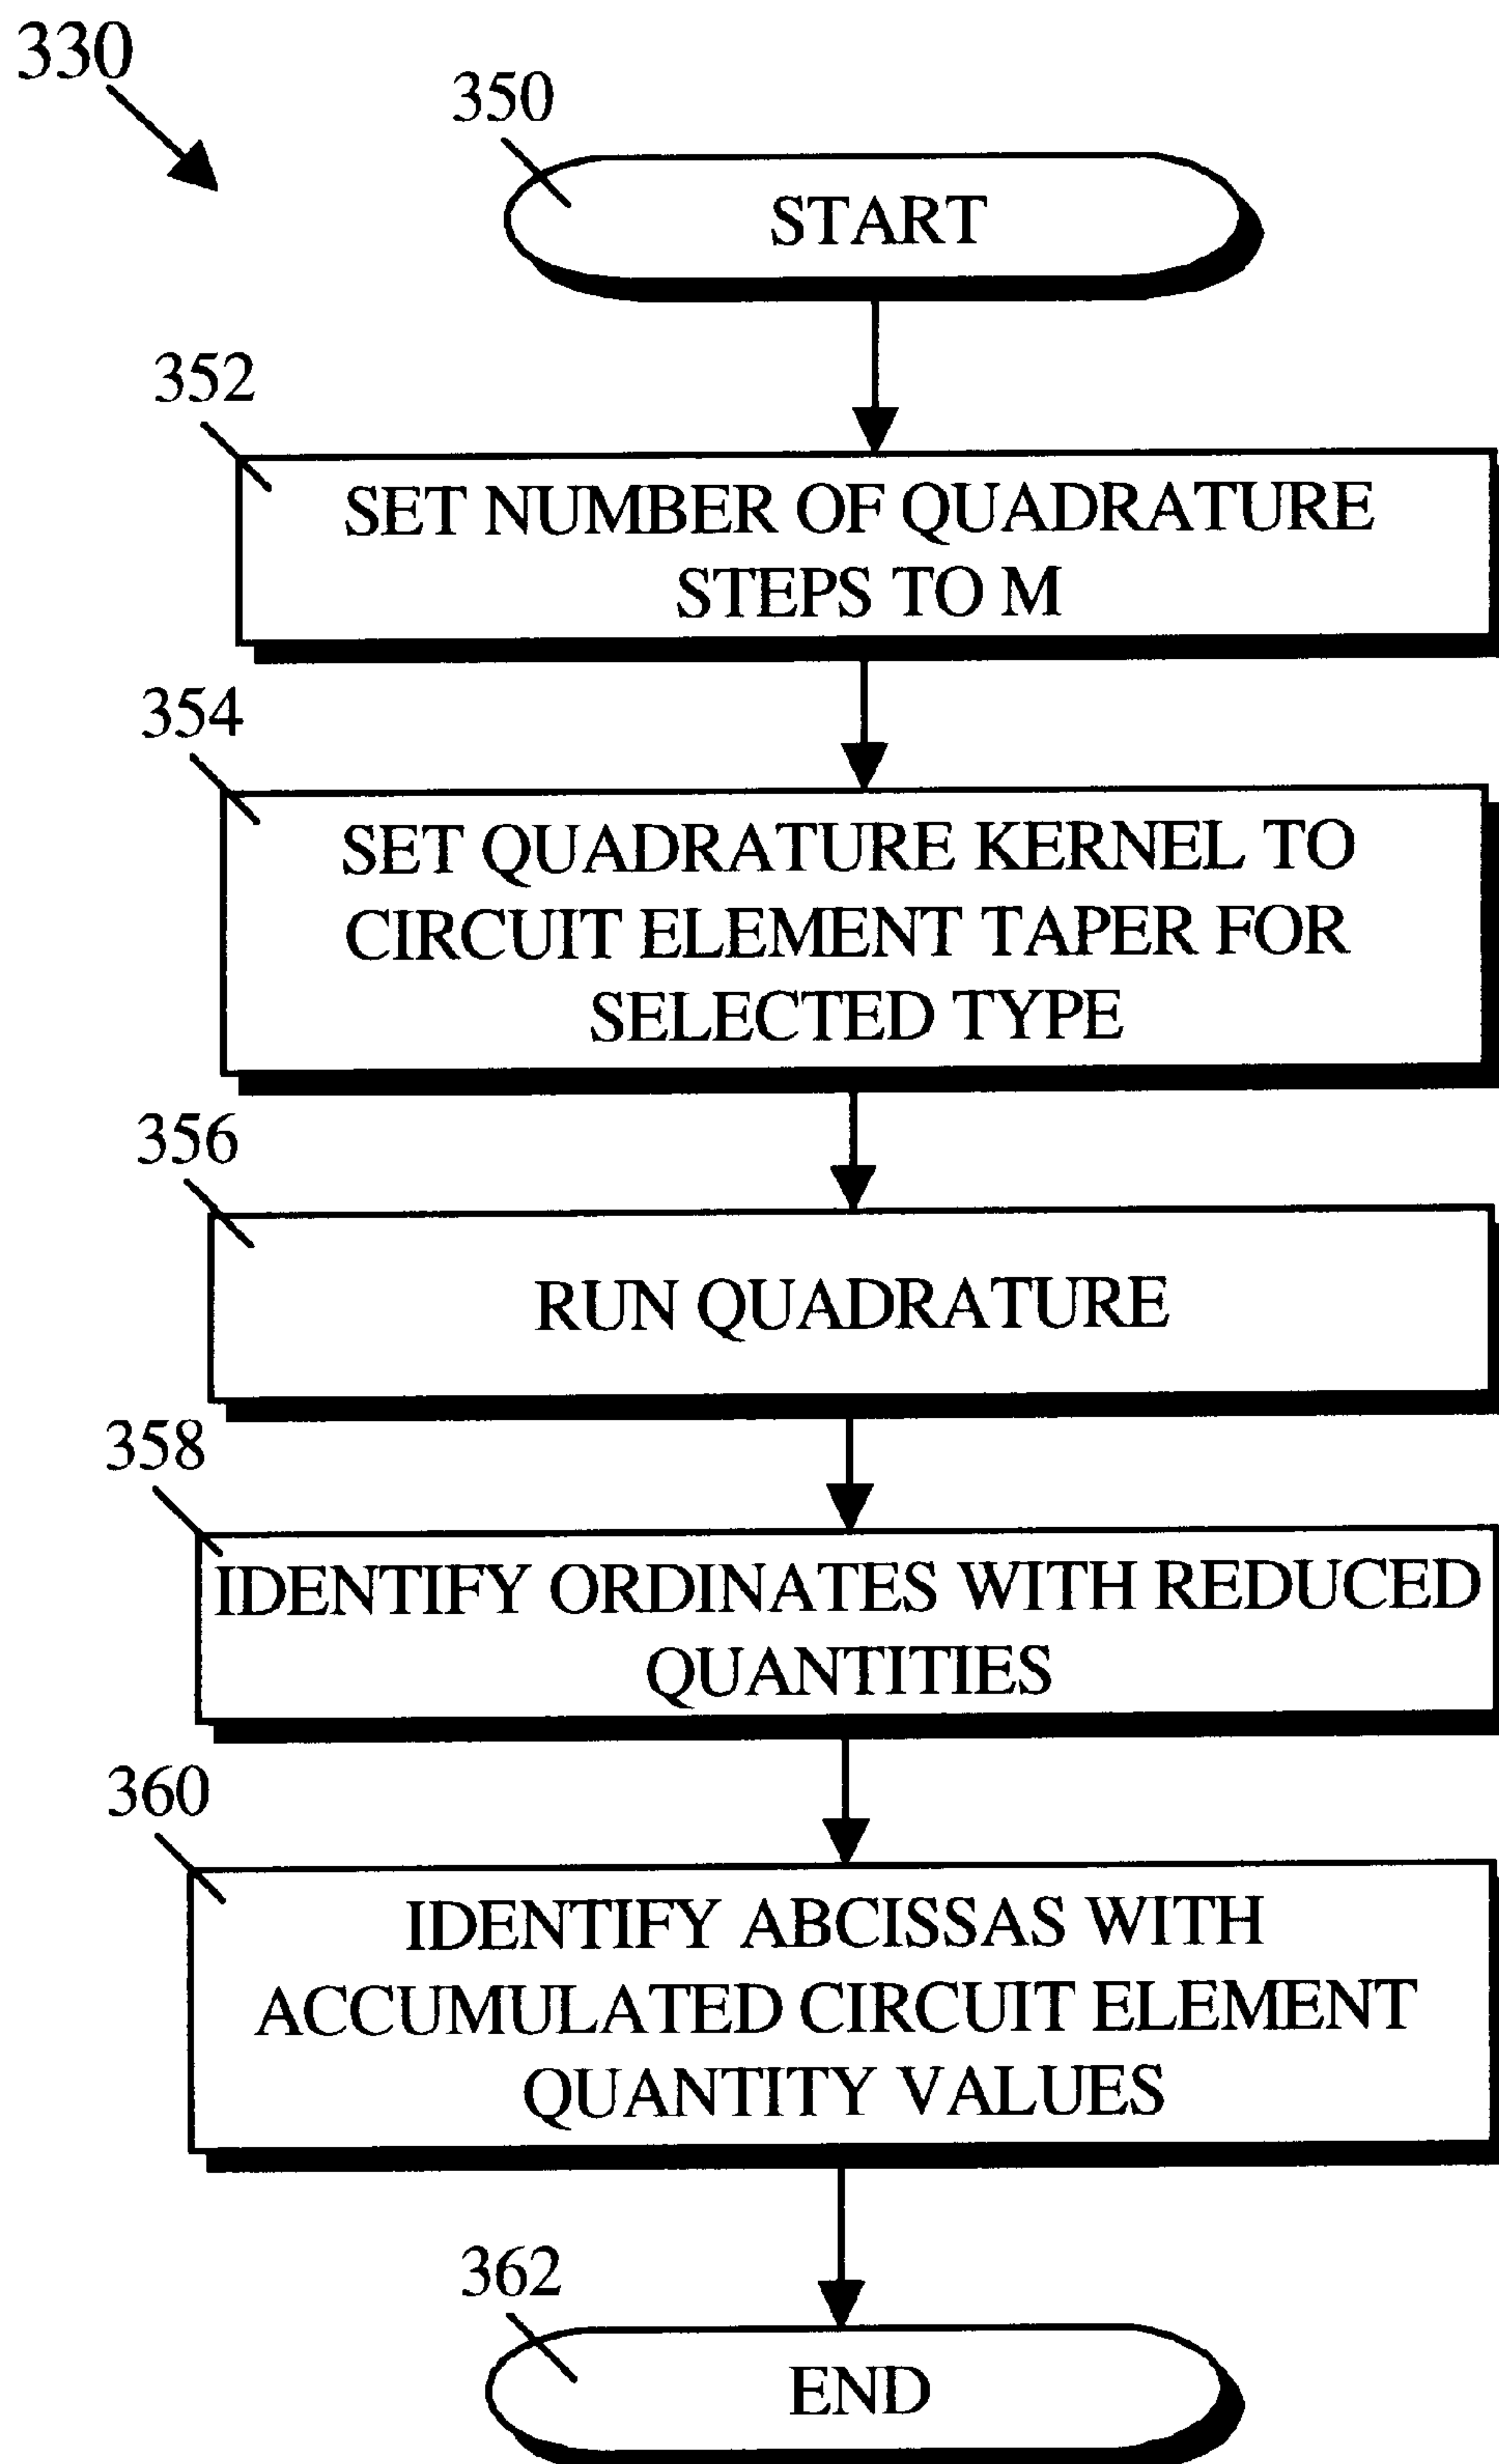 330
350
START
352
SET NUMBER OF QUADRATURE
STEPS TO M
354
SET QUADRATURE KERNEL TO
CIRCUIT ELEMENT TAPER FOR
SELECTED TYPE
356
RUN QUADRATURE
358
IDENTIFY ORDINATES WITH REDUCED
QUANTITIES
360
IDENTIFY ABCISSAS WITH
ACCUMULATED CIRCUIT ELEMENT
QUANTITY VALUES
362
END